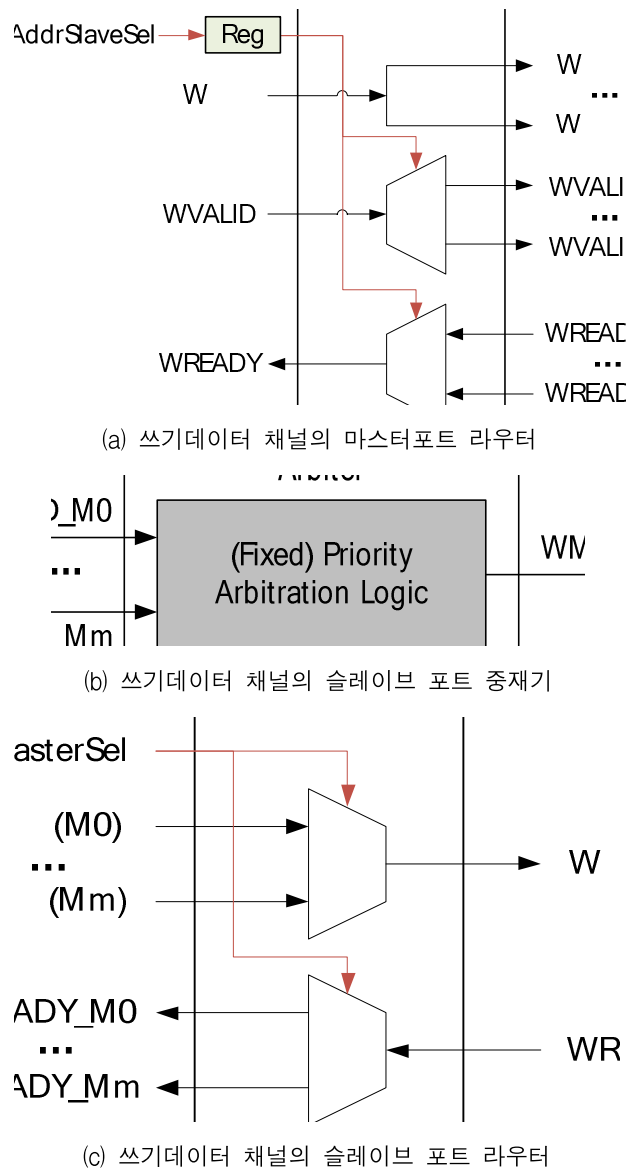 AddrSlaveSel
Reg
W
W
...
W
WVALID
WVALI
...
WVALI
WREADY
WREAD
...
WREAD
(a) 쓰기데이터 채널의 마스터포트 라우터
D_M0
...
Mm
(Fixed) Priority
Arbitration Logic
WM
(b) 쓰기데이터 채널의 슬레이브 포트 중재기
asterSel
(M0)
...
(Mm)
W
ADY_M0
...
ADY_Mm
WR
(c) 쓰기데이터 채널의 슬레이브 포트 라우터